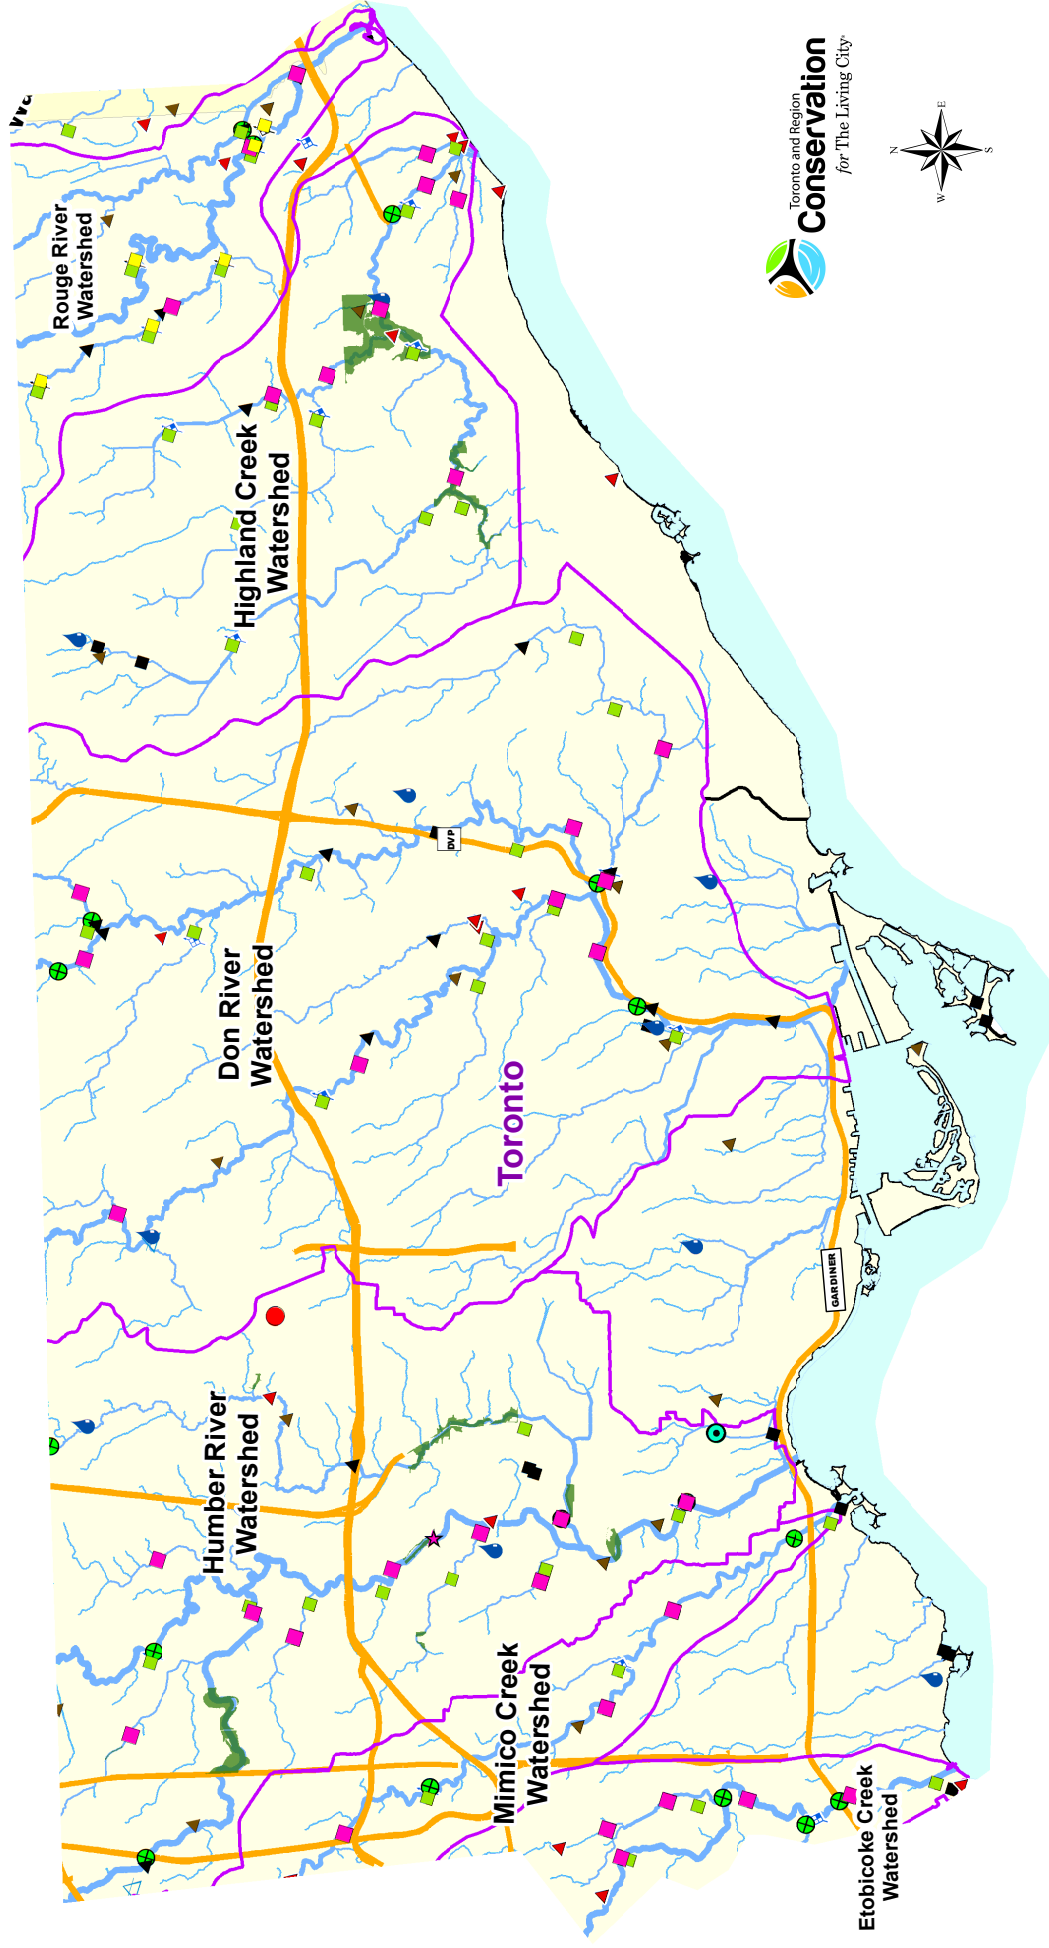 Rouge River
Watershed
Highland Creek
Watershed
Don River
Watershed
DVP
Toronto
Humber River
Watershed
GARDINER
Mimico Creek
Watershed
Etobicoke Creek
Watershed
Toronto and Region
Conservation
for The Living City
N
E
S
W